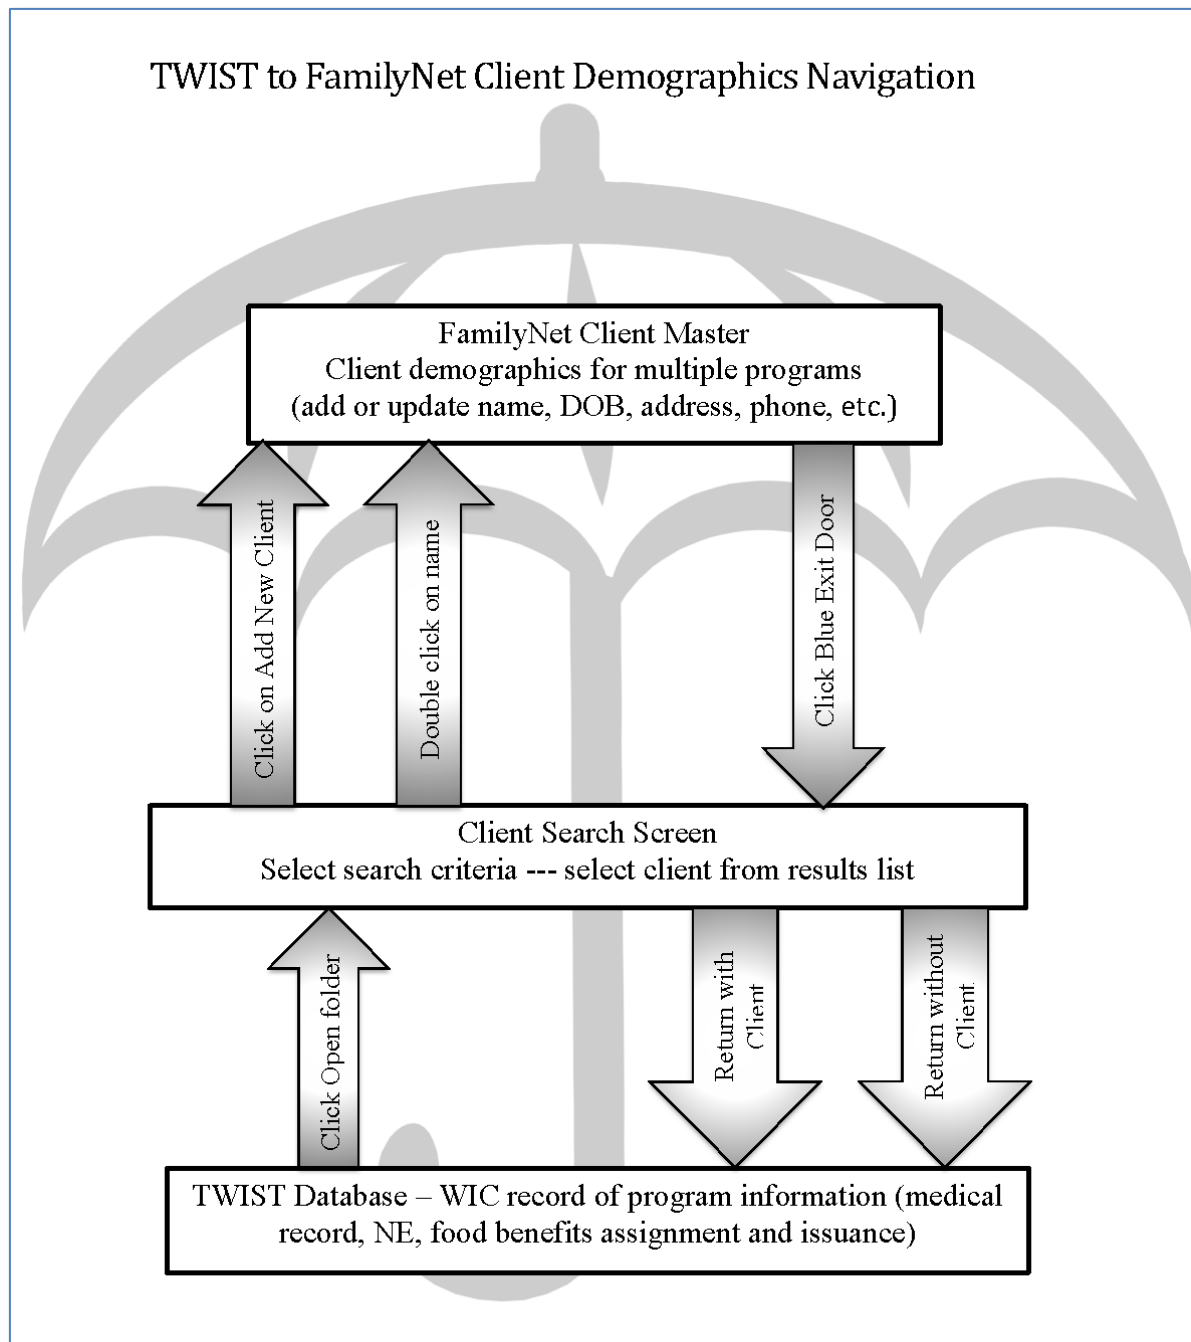 TWIST to FamilyNet Client Demographics Navigation
FamilyNet Client Master
Client demographics for multiple programs
(add or update name, DOB, address, phone, etc.)
Click on Add New Client
Double click on name
Click Blue Exit Door
Client Search Screen
Select search criteria --- select client from results list
Click Open folder
Return with
Client
Return without
Client
TWIST Database – WIC record of program information (medical
record, NE, food benefits assignment and issuance)